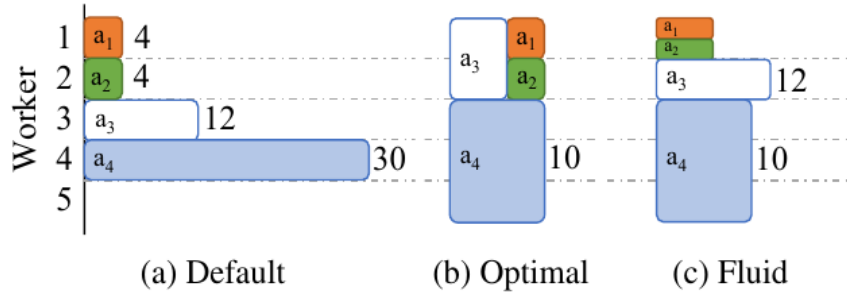 Worker
1
2
3
4
5
a₁ 4
a₂ 4
a₃ 12
a₄ 30
a₃
a₁
a₂
a₄ 10
a₁
a₂
a₃ 12
a₄ 10
(a) Default
(b) Optimal
(c) Fluid